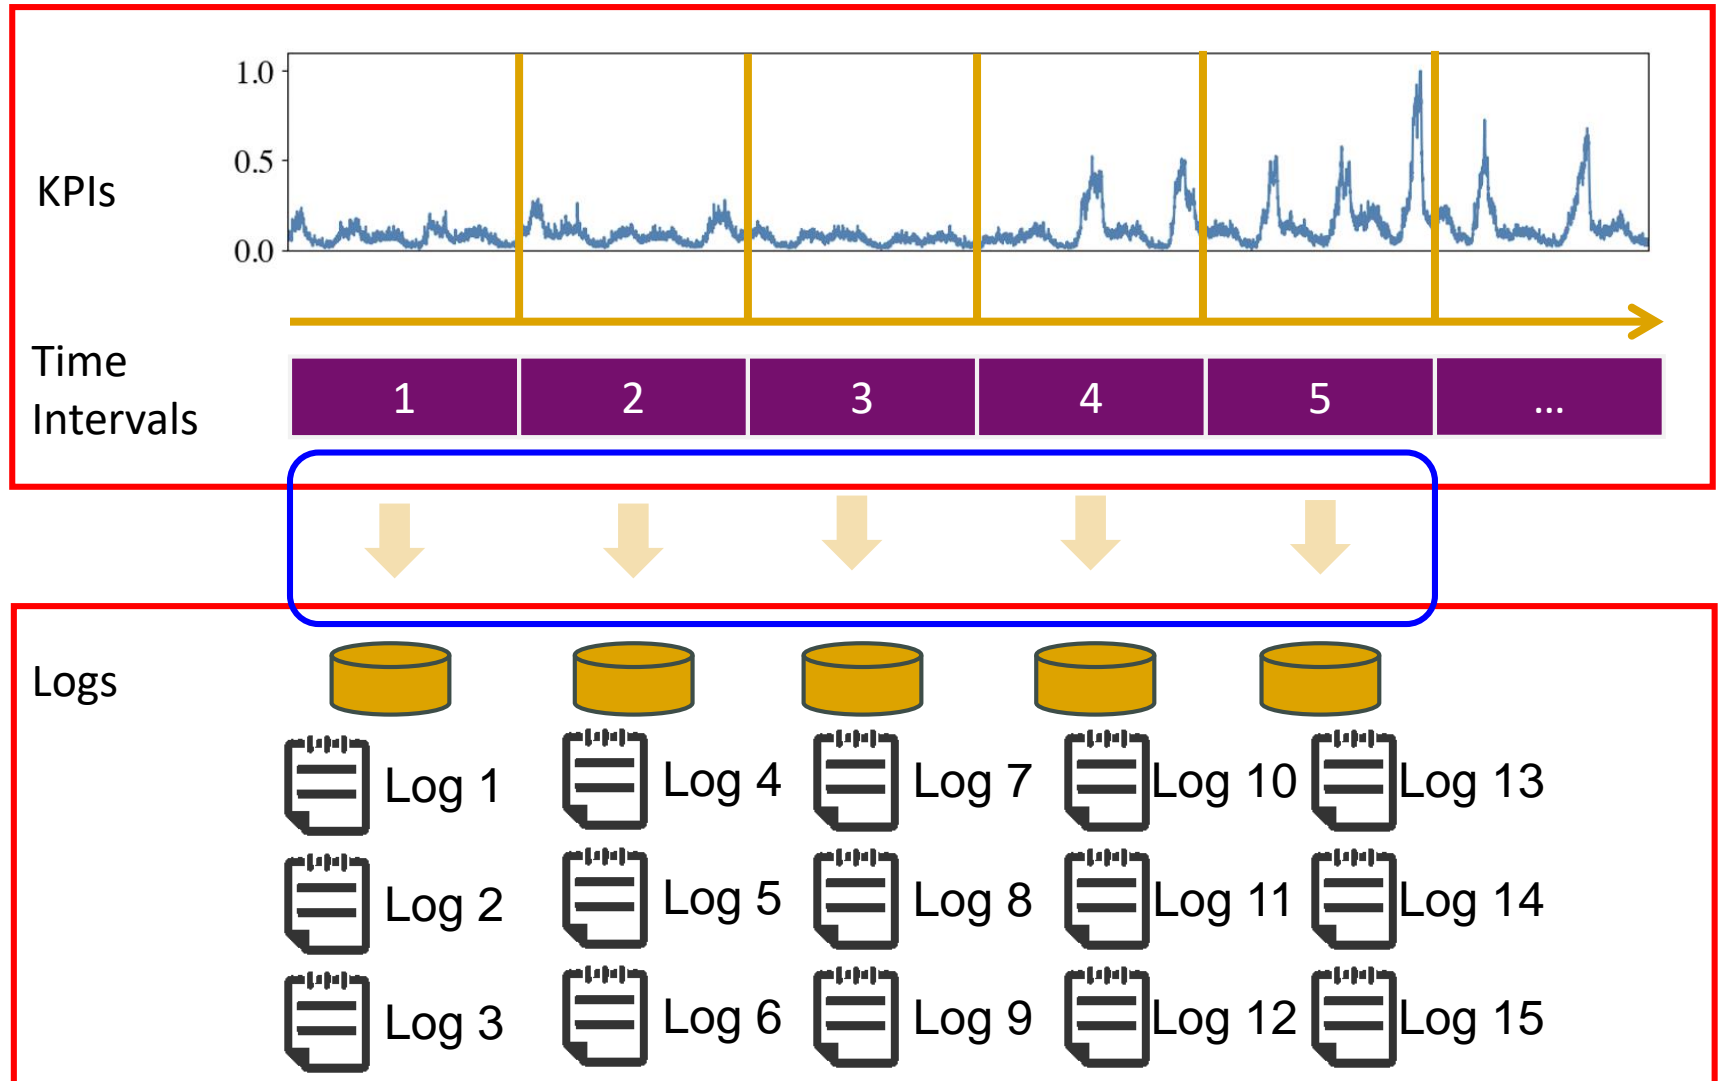 1.0
0.5
0.0
KPIs
Time
Intervals
1 2 3 4 5 ...
Logs
Log 1 Log 4 Log 7 Log 10 Log 13
Log 2 Log 5 Log 8 Log 11 Log 14
Log 3 Log 6 Log 9 Log 12 Log 15